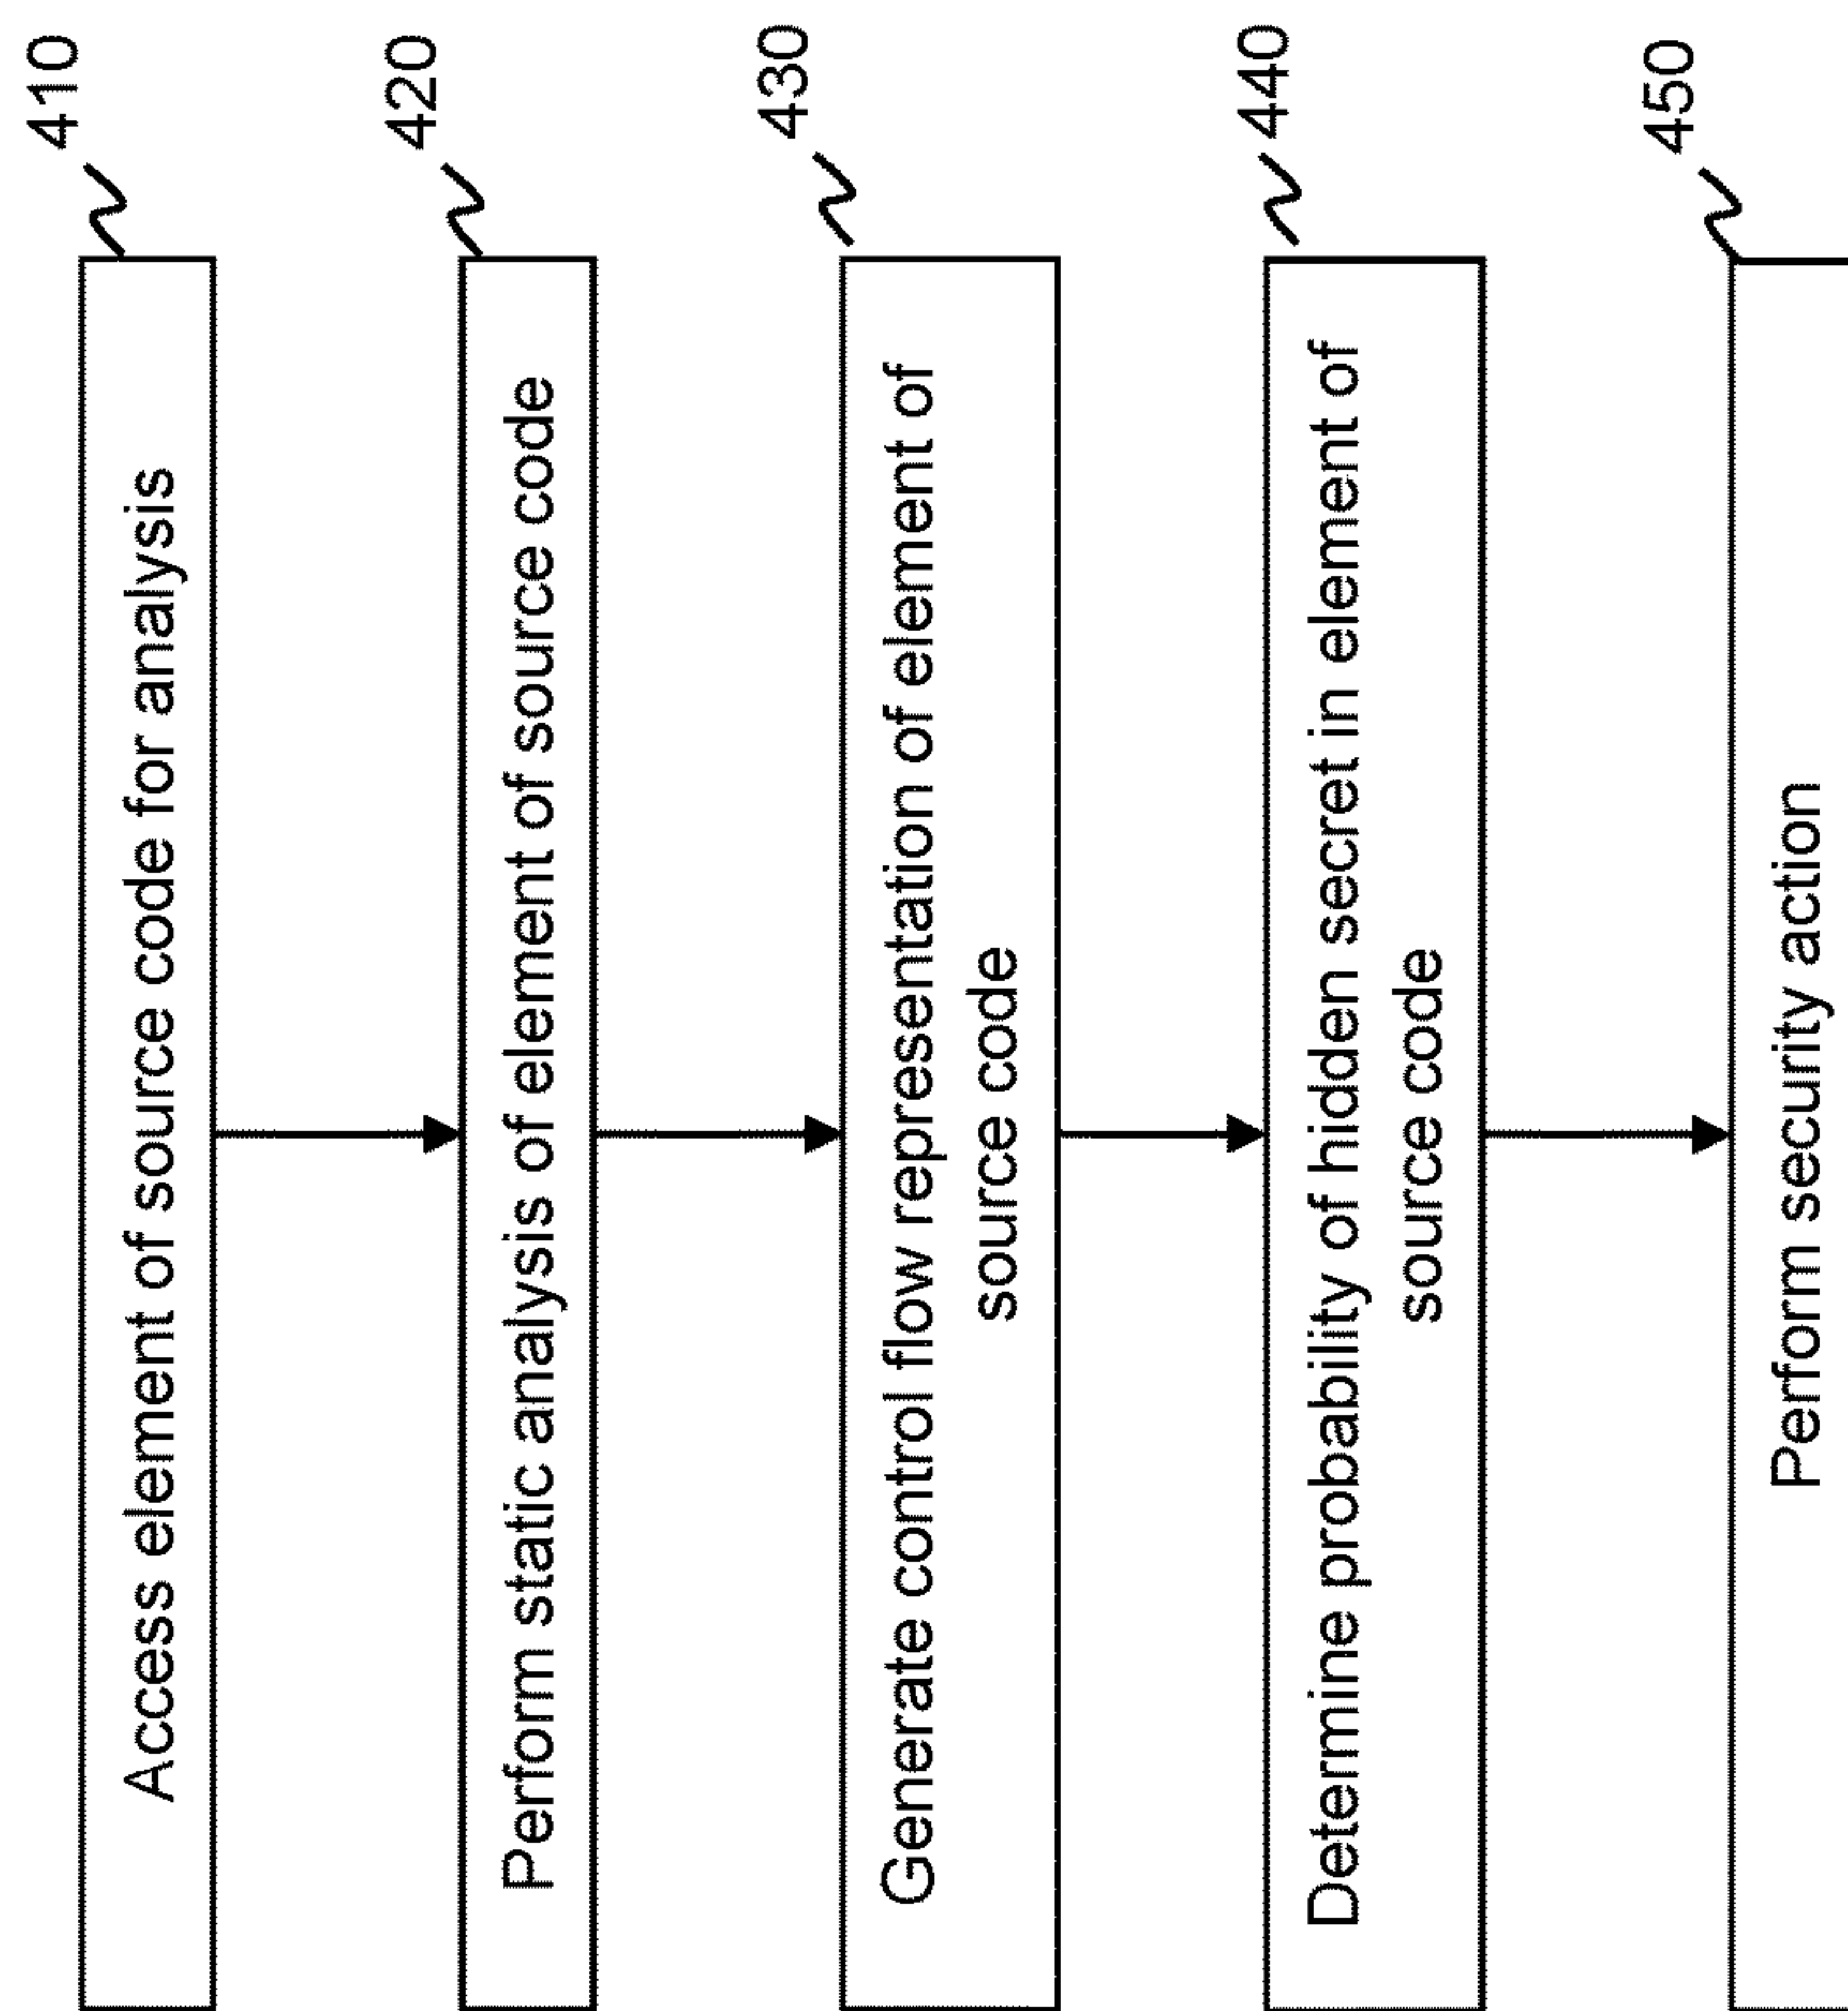 410
Access element of source code for analysis
420
Perform static analysis of element of source code
430
Generate control flow representation of element of
source code
440
Determine probability of hidden secret in element of
source code
450
Perform security action